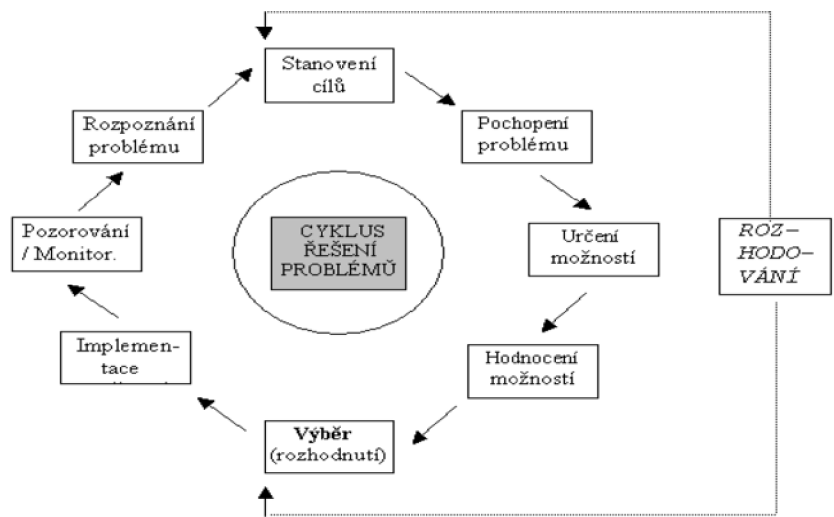 Stanovení
cílů
Pochopení
problému
Určení
možností
Hodnocení
možností
Výběr
(rozhodnutí)
Implemen-
tace
Pozorování
/ Monitor.
Rozpoznání
problému
CYKLUS
ŘEŠENÍ
PROBLÉMŮ
ROZ-
HODO-
VÁNÍ